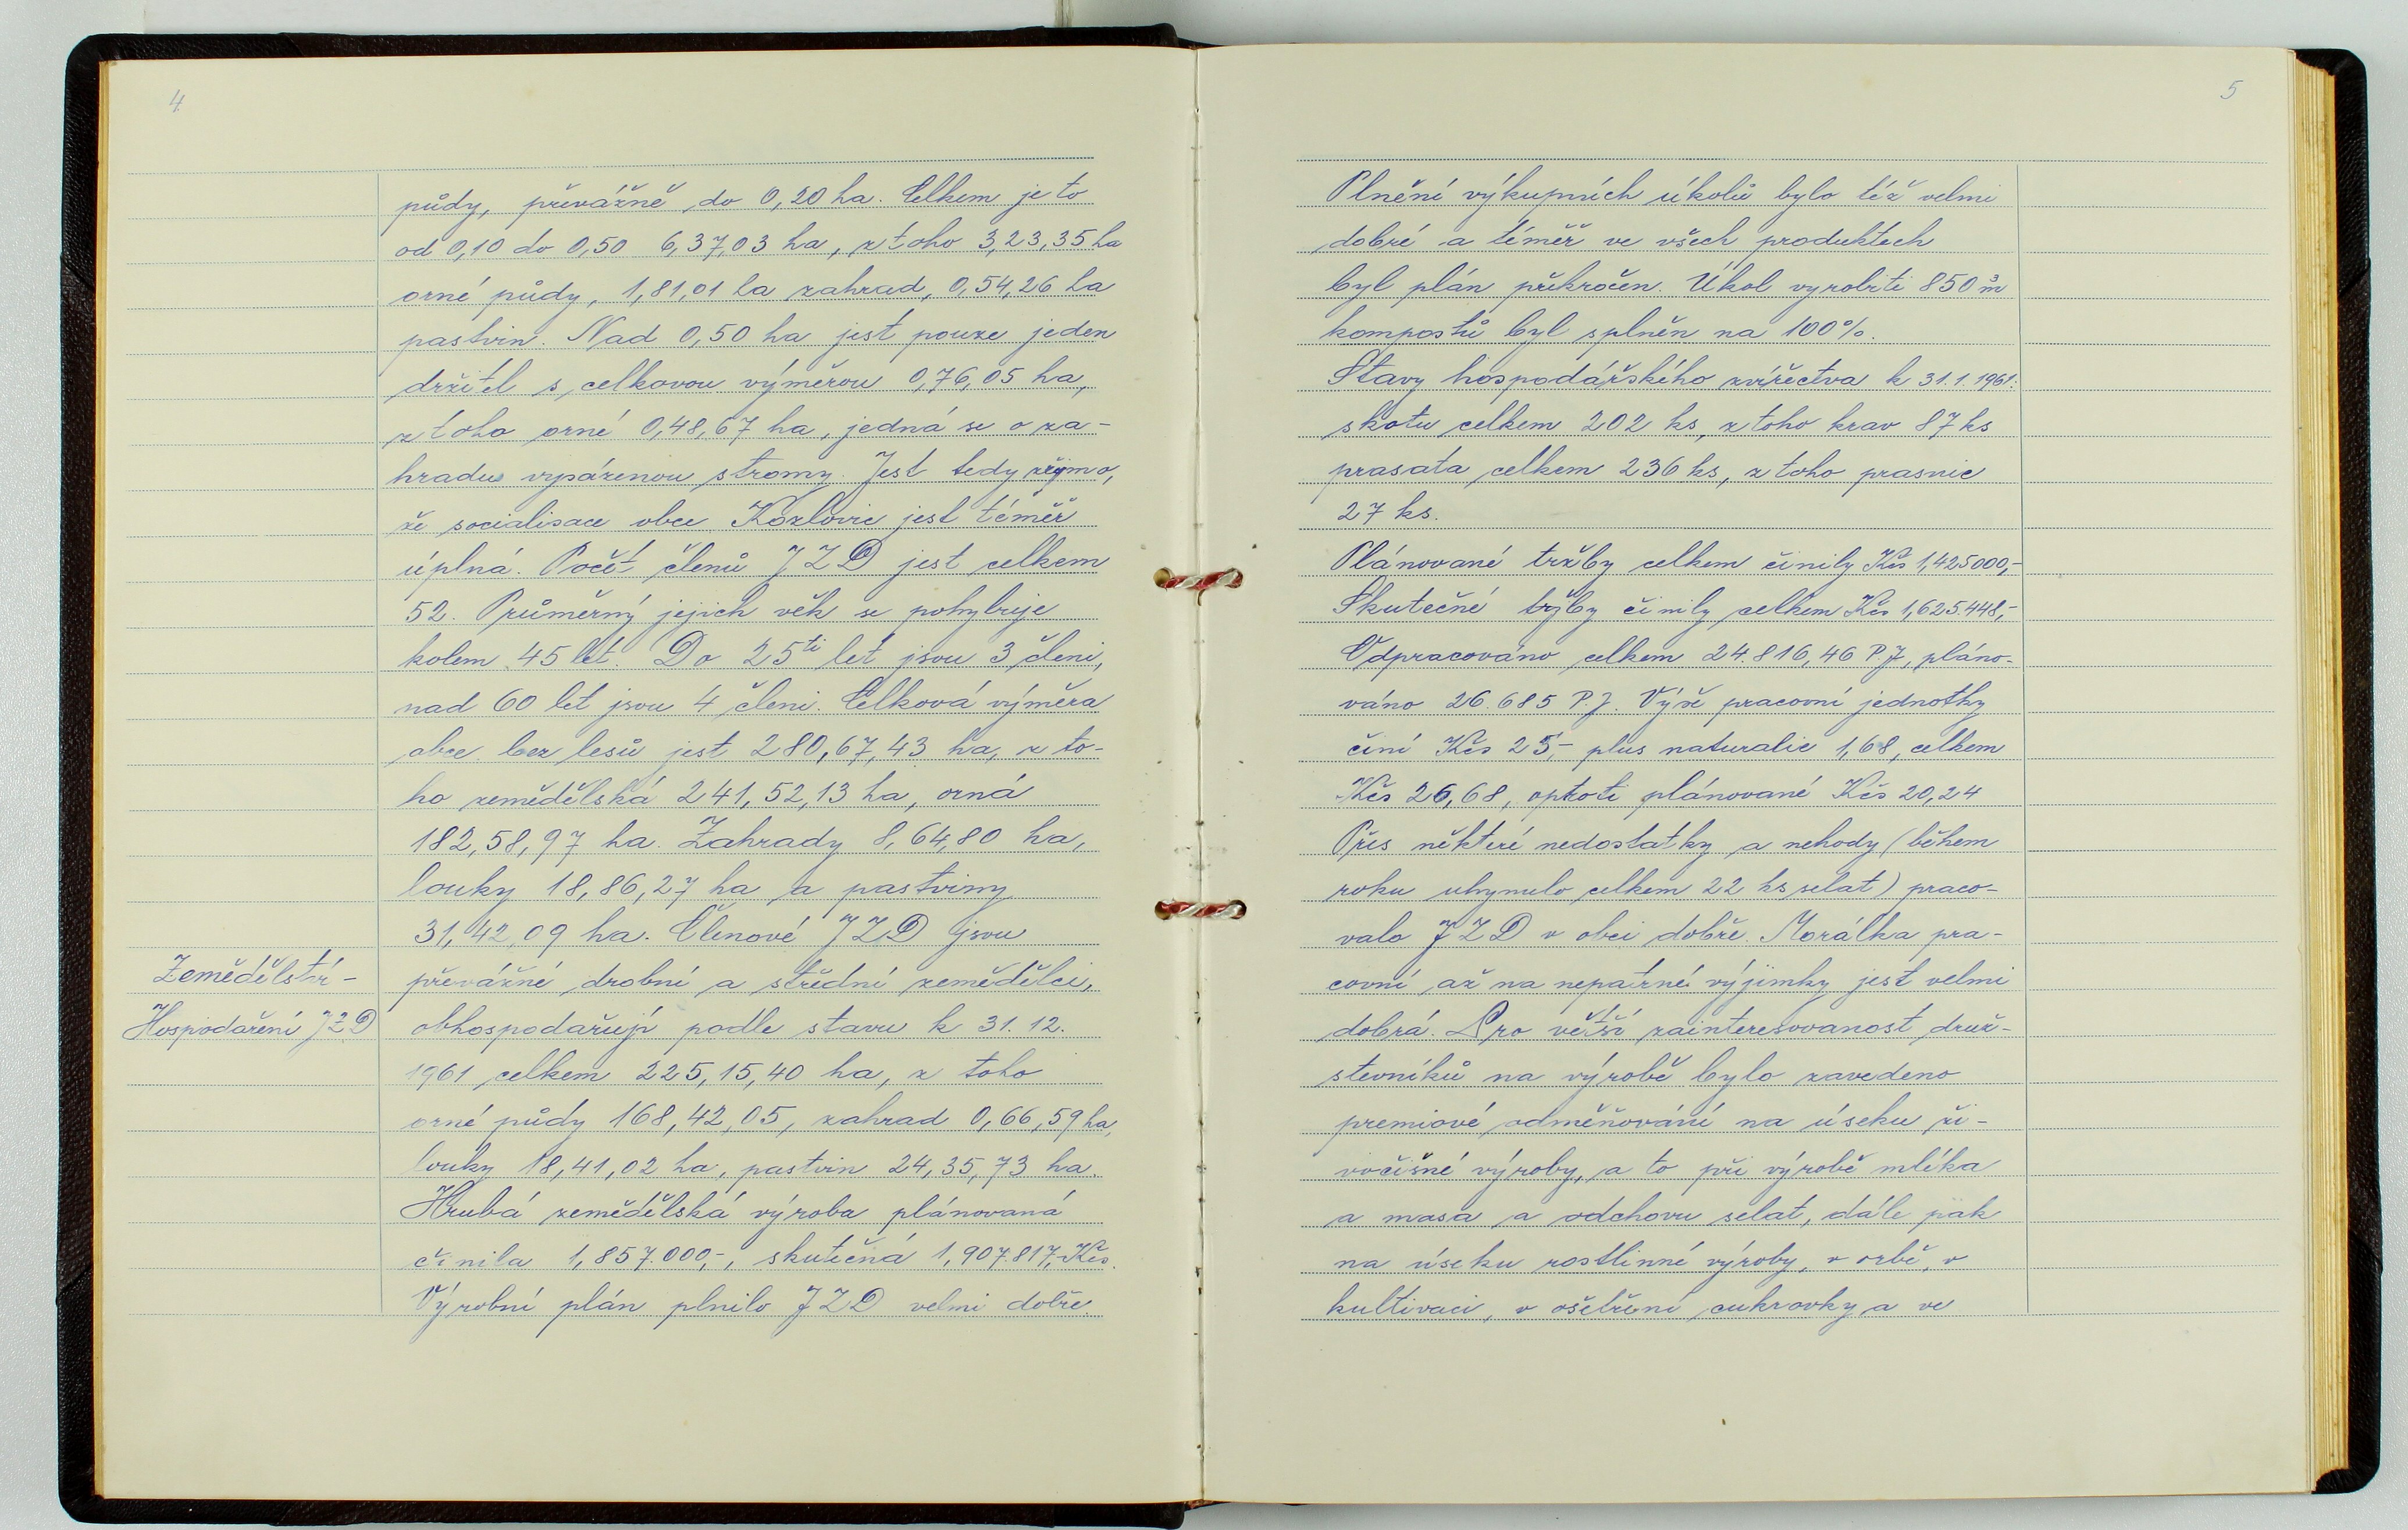 4
půdy, převážně do 0,20 ha. Celkem je to
od 0,10 do 0,50 6,37,03 ha, z toho 3,23,35 ha
orné půdy, 1,81,01 ha zahrad, 0,54,26 ha
pastvin. Nad 0,50 ha jest pouze jeden
držitel s celkovou výměrou 0,76,05 ha,
z toho orné 0,48,67 ha, jedná se o za-
hradu vysázenou stromy. Jest tedy zřejmo,
že socialisace obce Kozlovic jest téměř
úplná. Počet členů JZD jest celkem
52. Průměrný jejich věk se pohybuje
kolem 45 let. Do 25ti let jsou 3 členi,
nad 60 let jsou 4 členi. Celková výměra
obce bez lesů jest 280,67,43 ha, z to-
ho zemědělská 241,52,13 ha, orná
182,58,97 ha. Zahrady 8,64,80 ha,
louky 18,86,27 ha a pastviny
31,42,09 ha. Členové JZD jsou
Zemědělství -
převážně drobní a střední zemědělci,
Hospodaření JZD
obhospodařují podle stavu k 31. 12.
1961 celkem 225,15,40 ha, z toho
orné půdy 168,42,05, zahrad 0,66,59 ha,
louky 18,41,02 ha, pastvin 24,35,73 ha.
Hrubá zemědělská výroba plánovaná
činila 1,857.000,-, skutečná 1,907.817,- Kčs.
Výrobní plán plnilo JZD velmi dobře.
5
Plnění výkupních úkolů bylo též velmi
dobré a téměř ve všech produktech
byl plán překročen. Úkol vyrobiti 850 m3
kompostů byl splněn na 100%.
Stavy hospodářského zvířectva k 31. 1. 1961:
skotu celkem 202 ks, z toho krav 87 ks
prasata celkem 236 ks, z toho prasnic
27 ks.
Plánované tržby celkem činily Kčs 1,425000,-
Skutečné tržby činily celkem Kčs 1,625.448,-
Odpracováno celkem 24.816,46 PJ, pláno-
váno 26.685 P.J. Výše pracovní jednotky
činí Kčs 25,- plus naturalie 1,68, celkem
Kčs 26,68, oproti plánované Kčs 20,24
Přes některé nedostatky a nehody (během
roku uhynulo celkem 22 ks selat) praco-
valo JZD v obci dobře. Morálka pra-
covní až na nepatrné výjimky jest velmi
dobrá. Pro větší zainteresovanost druž-
stevníků na výrobě bylo zavedeno
premiové odměňování na úseku ži-
vočišné výroby, a to při výrobě mléka
a masa a odchovu selat, dále pak
na úseku rostlinné výroby, v orbě, v
kultivaci, v ošetření cukrovky a ve